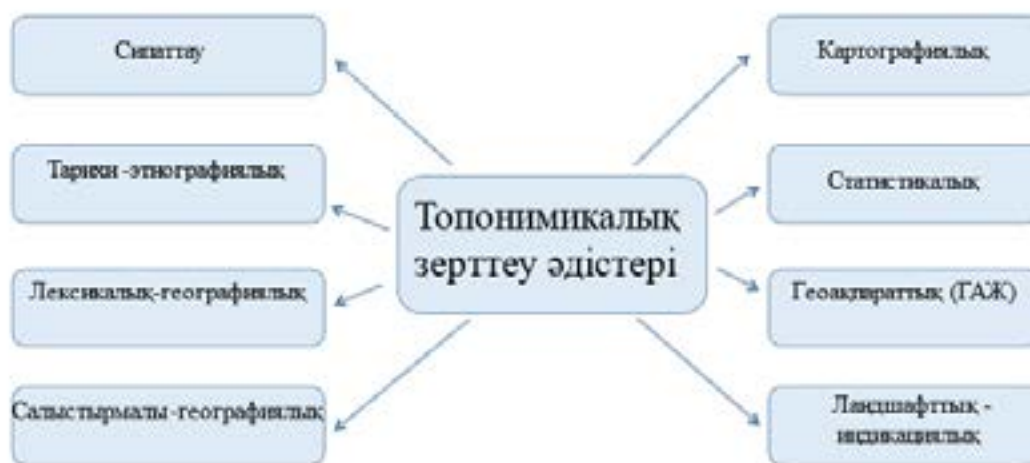 Сипаттау
Тарихи -этнографиялық
Лексикалық-географиялық
Салыстырмалы -географиялық
Топонимикалық
зерттеу әдістері
Картографиялық
Статистикалық
Геоақпараттық (ГАЖ)
Ландшафттық -
индикациялық